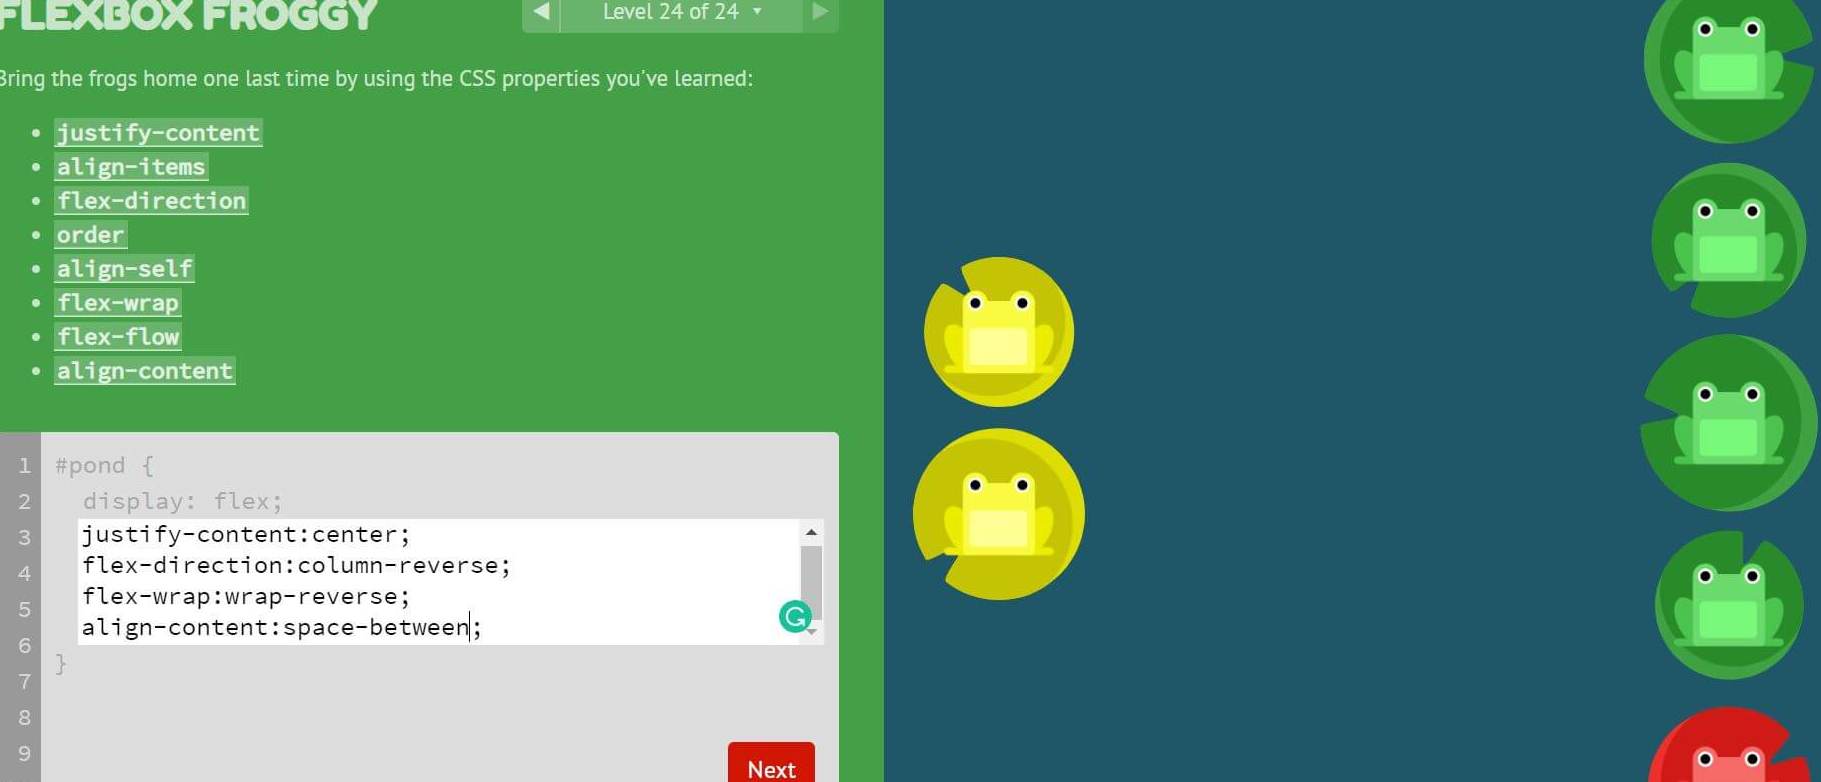 FLEXBOX FROGGY
Level 24 of 24
Bring the frogs home one last time by using the CSS properties you've learned:
justify-content
align-items
flex-direction
order
align-self
flex-wrap
flex-flow
align-content
1 #pond {
2 display: flex;
3 justify-content:center;
4 flex-direction:column-reverse;
5 flex-wrap:wrap-reverse;
6 align-content:space-between;
}
7
8
9
Next